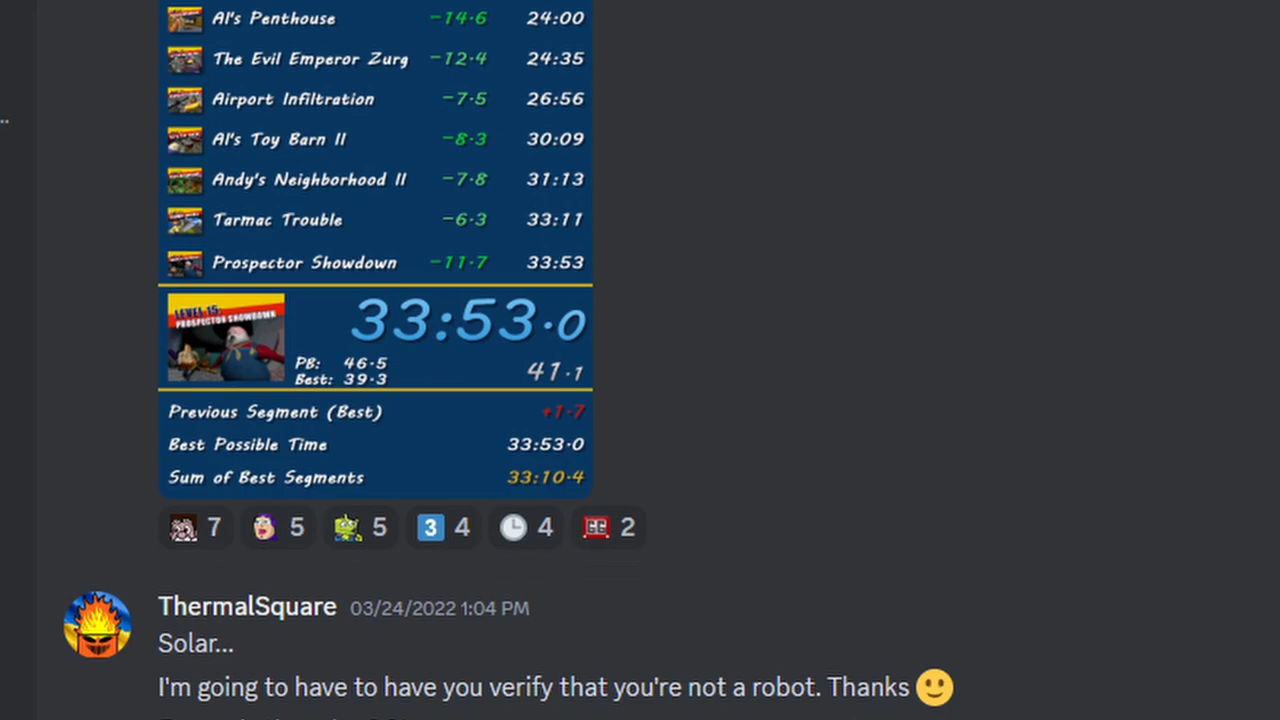 Al's Penthouse -14.6 24:00
The Evil Emperor Zurg -12.4 24:35
Airport Infiltration -7.5 26:56
Al's Toy Barn II -8.3 30:09
Andy's Neighborhood II -7.8 31:13
Tarmac Trouble -6.3 33:11
Prospector Showdown -11.7 33:53
LEVEL 15:
PROSPECTOR SHOWDOWN
33:53.0
PB: 46.5
Best: 39.3
41.1
Previous Segment (Best) +1.7
Best Possible Time 33:53.0
Sum of Best Segments 33:10.4
7 5 5 3 4 4 GG 2
ThermalSquare 03/24/2022 1:04 PM
Solar...
I'm going to have to have you verify that you're not a robot. Thanks